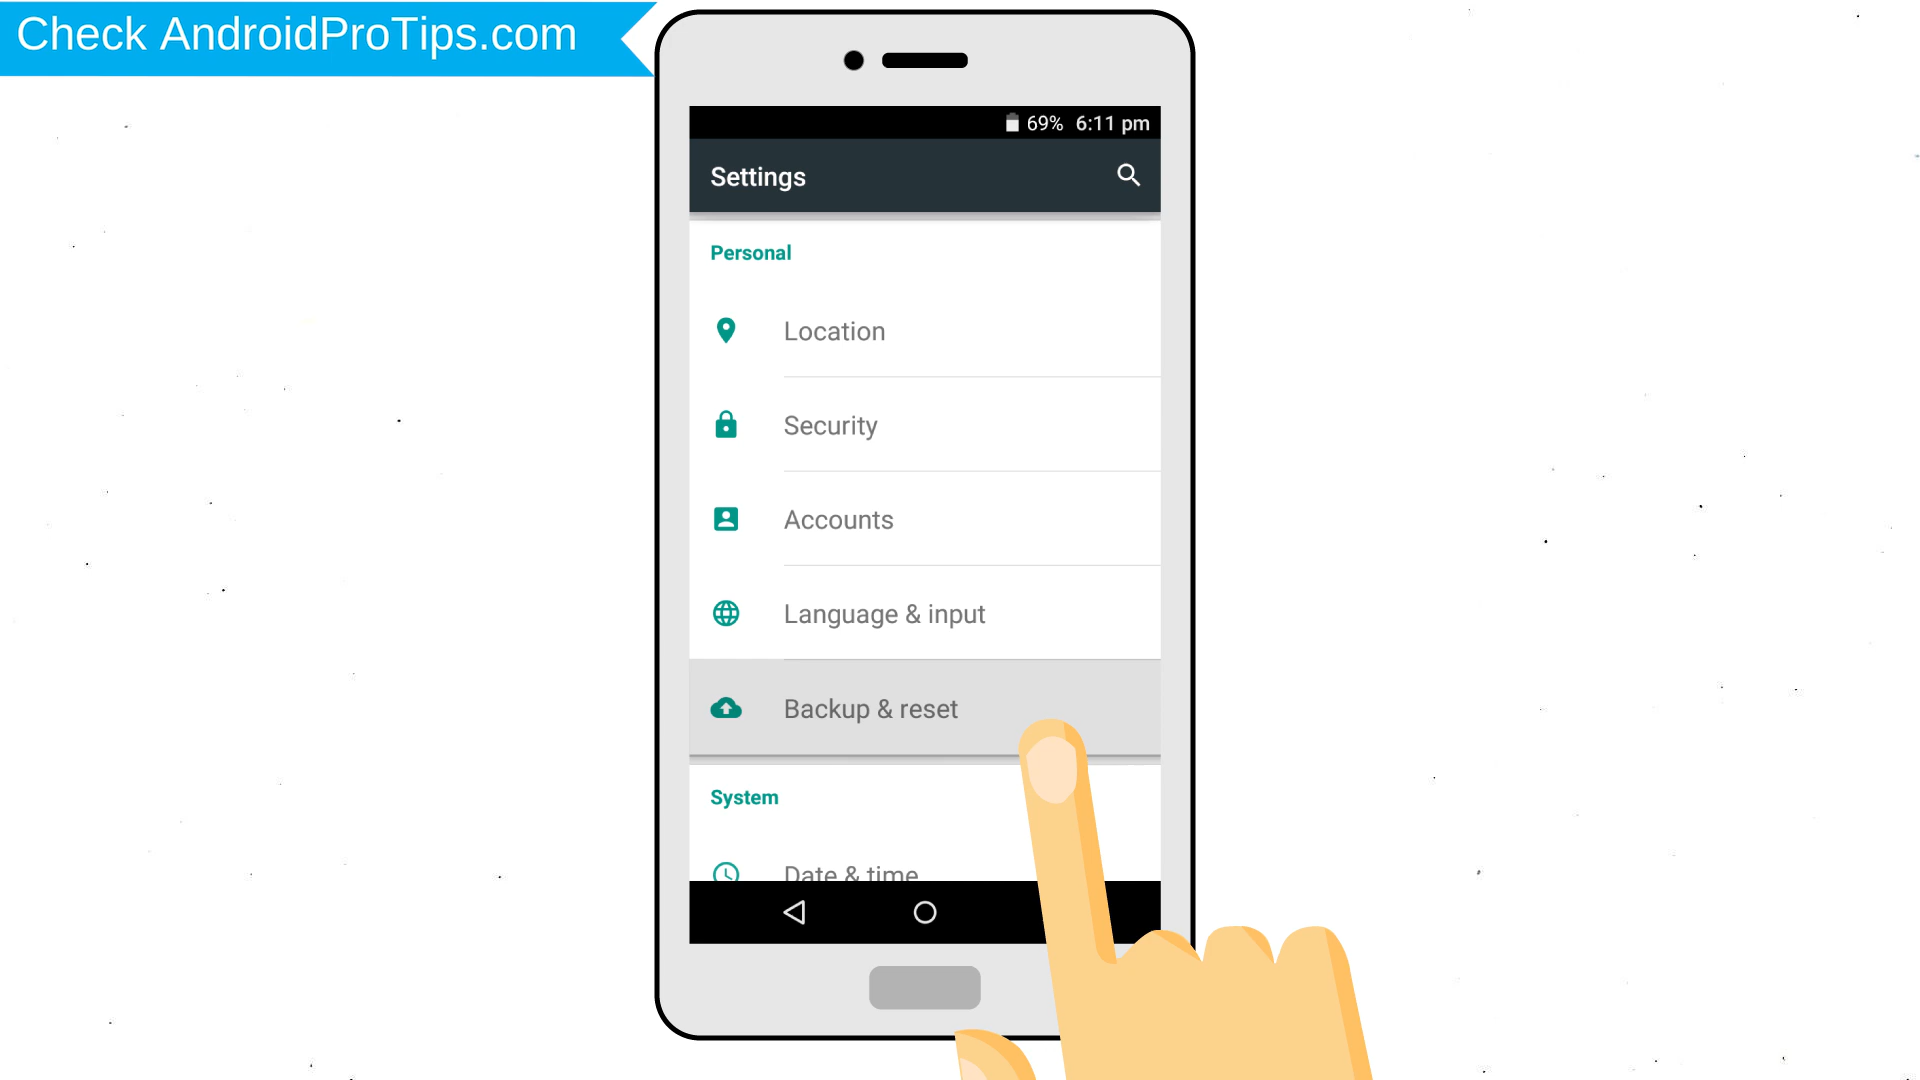 Check AndroidProTips.com
69% 6:11 pm
Settings
Personal
Location
Security
Accounts
Language & input
Backup & reset
System
Date & time